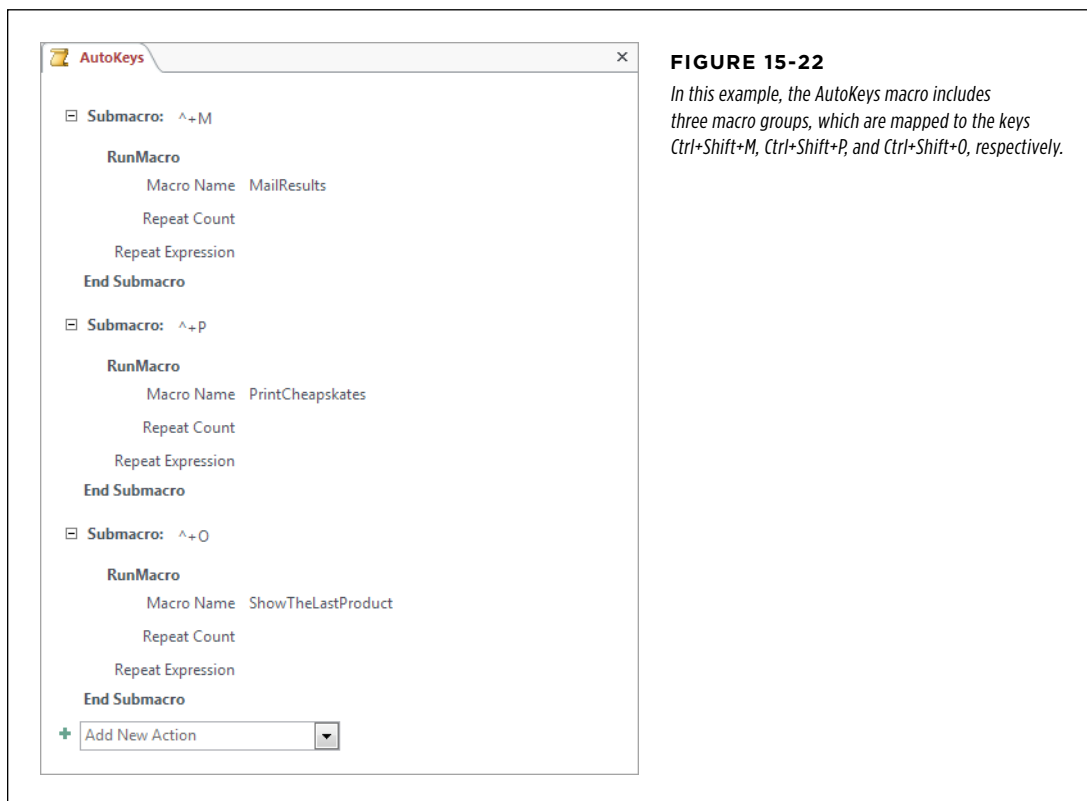 AutoKeys
Submacro: ^+M
RunMacro
Macro Name MailResults
Repeat Count
Repeat Expression
End Submacro
Submacro: ^+P
RunMacro
Macro Name PrintCheapskates
Repeat Count
Repeat Expression
End Submacro
Submacro: ^+O
RunMacro
Macro Name ShowTheLastProduct
Repeat Count
Repeat Expression
End Submacro
Add New Action
FIGURE 15-22
In this example, the AutoKeys macro includes
three macro groups, which are mapped to the keys
Ctrl+Shift+M, Ctrl+Shift+P, and Ctrl+Shift+O, respectively.